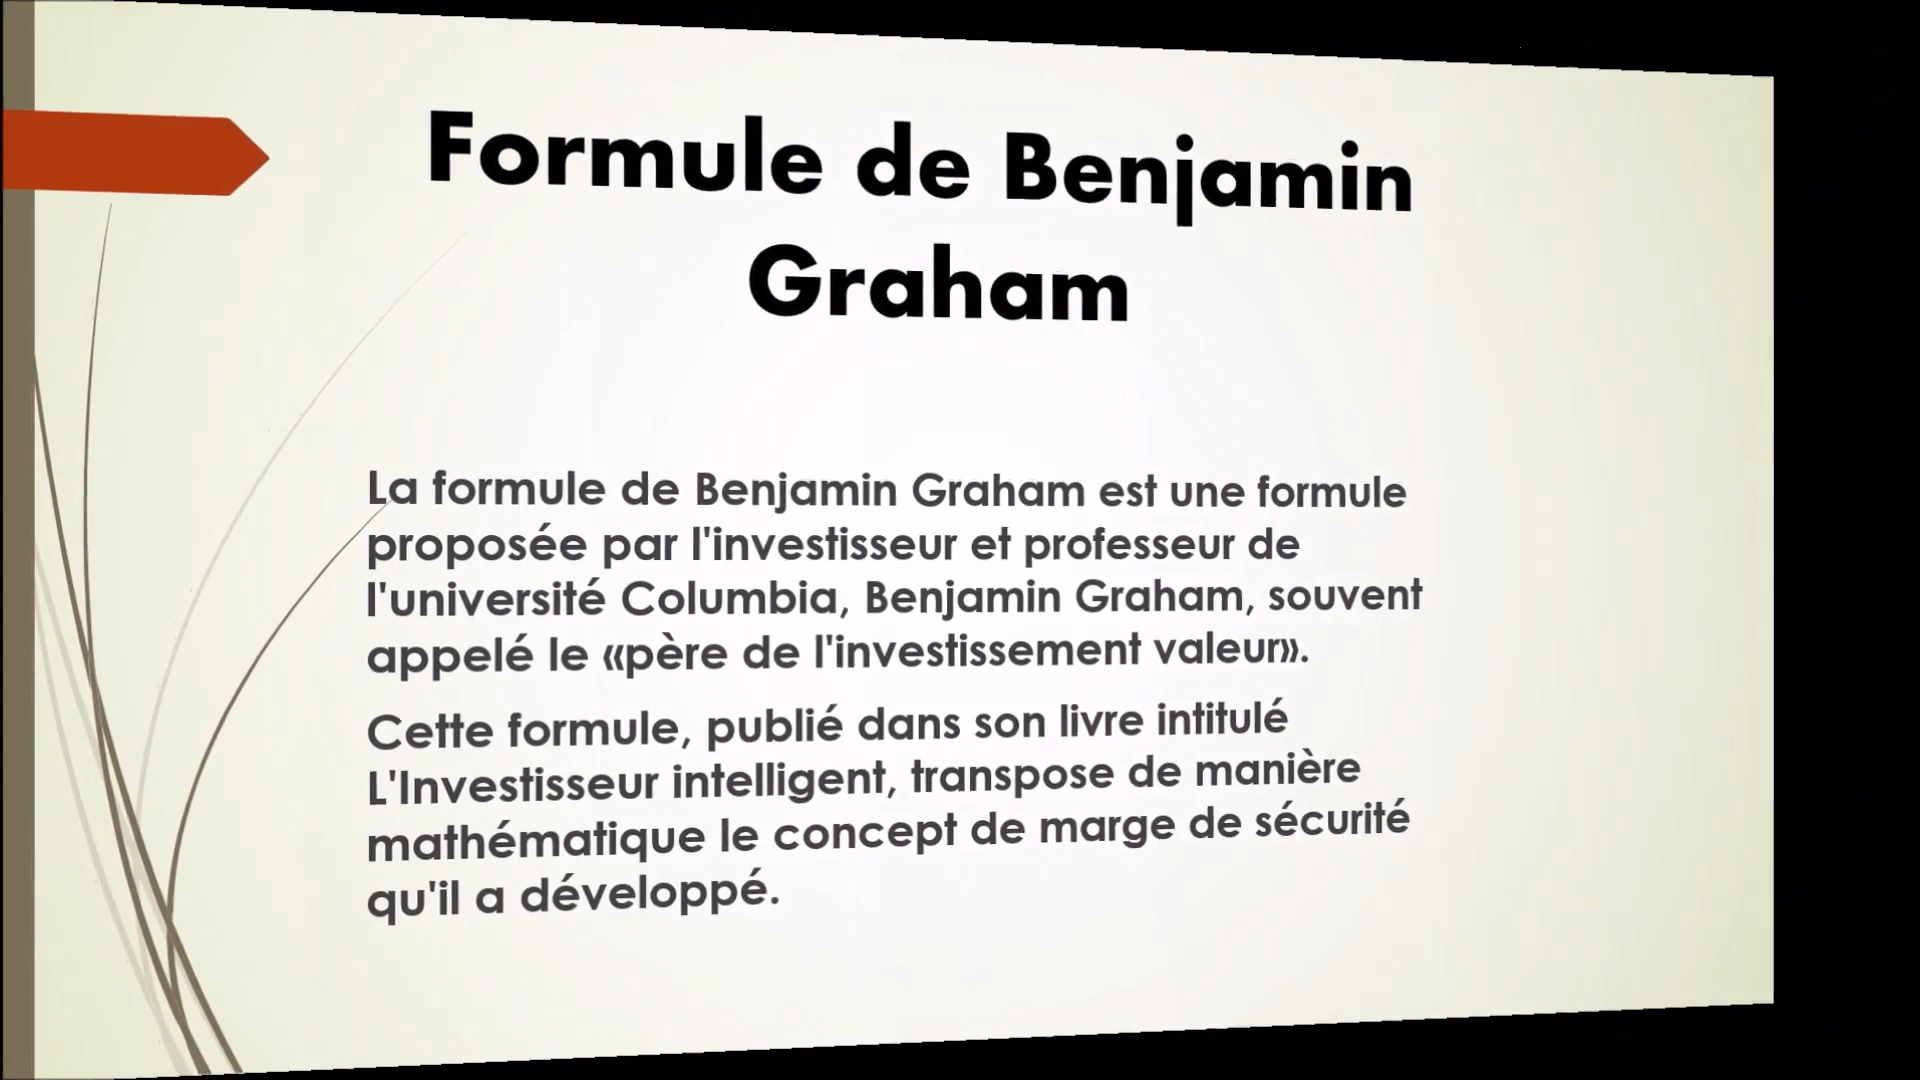 Formule de Benjamin
Graham
La formule de Benjamin Graham est une formule
proposée par l'investisseur et professeur de
l'université Columbia, Benjamin Graham, souvent
appelé le «père de l'investissement valeur».
Cette formule, publié dans son livre intitulé
L'Investisseur intelligent, transpose de manière
mathématique le concept de marge de sécurité
qu'il a développé.